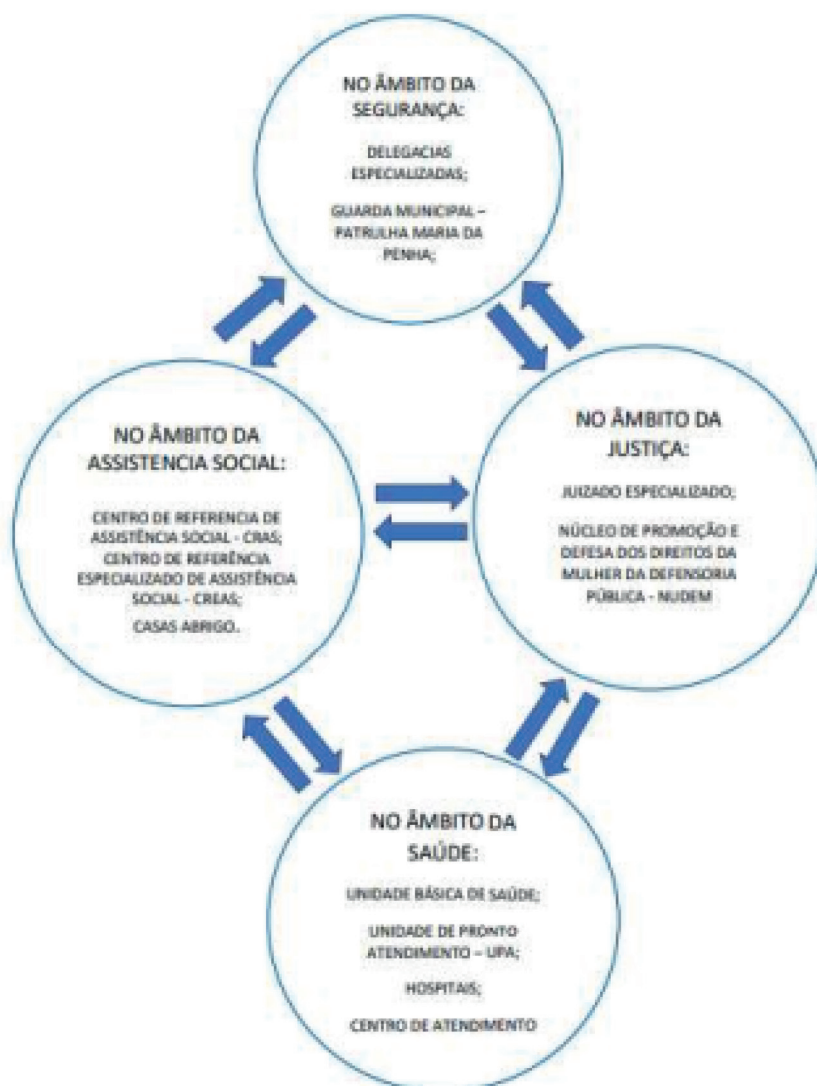 NO ÂMBITO DA
SEGURANÇA:
DELEGACIAS
ESPECIALIZADAS;
GUARDA MUNICIPAL –
PATRULHA MARIA DA
PENHA;
NO ÂMBITO DA
ASSISTENCIA SOCIAL:
CENTRO DE REFERENCIA DE
ASSISTÊNCIA SOCIAL - CRAS;
CENTRO DE REFERÊNCIA
ESPECIALIZADO DE ASSISTÊNCIA
SOCIAL - CREAS;
CASAS ABRIGO.
NO ÂMBITO DA
JUSTIÇA:
JUIZADO ESPECIALIZADO;
NÚCLEO DE PROMOÇÃO E
DEFESA DOS DIREITOS DA
MULHER DA DEFENSORIA
PÚBLICA - NUDEM
NO ÂMBITO DA
SAÚDE:
UNIDADE BÁSICA DE SAÚDE;
UNIDADE DE PRONTO
ATENDIMENTO – UPA;
HOSPITAIS;
CENTRO DE ATENDIMENTO